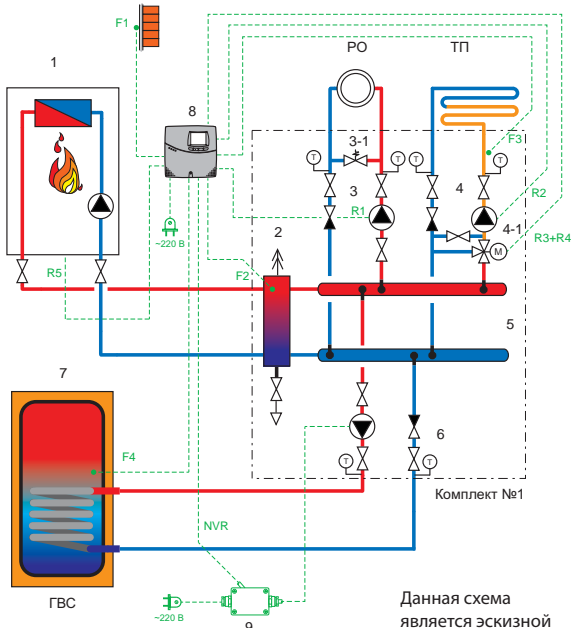 F1
РО
ТП
1
8
3-1
F3
T
T
T
T
3
4
R2
R1
4-1
M
R3+R4
~220 В
2
F2
R5
5
7
6
F4
T
T
Комплект №1
NVR
ГВС
~220 В
9
Данная схема
является эскизной